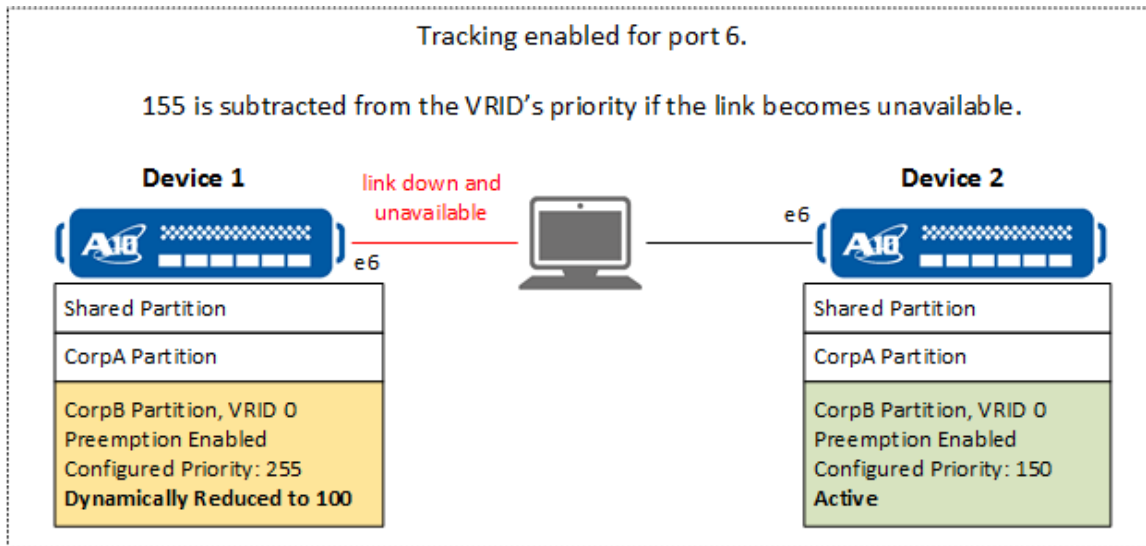 Tracking enabled for port 6.
155 is subtracted from the VRID's priority if the link becomes unavailable.
Device 1
link down and
unavailable
Device 2
A10
e6
e6
A10
Shared Partition
CorpA Partition
CorpB Partition, VRID 0
Preemption Enabled
Configured Priority: 255
Dynamically Reduced to 100
Shared Partition
CorpA Partition
CorpB Partition, VRID 0
Preemption Enabled
Configured Priority: 150
Active